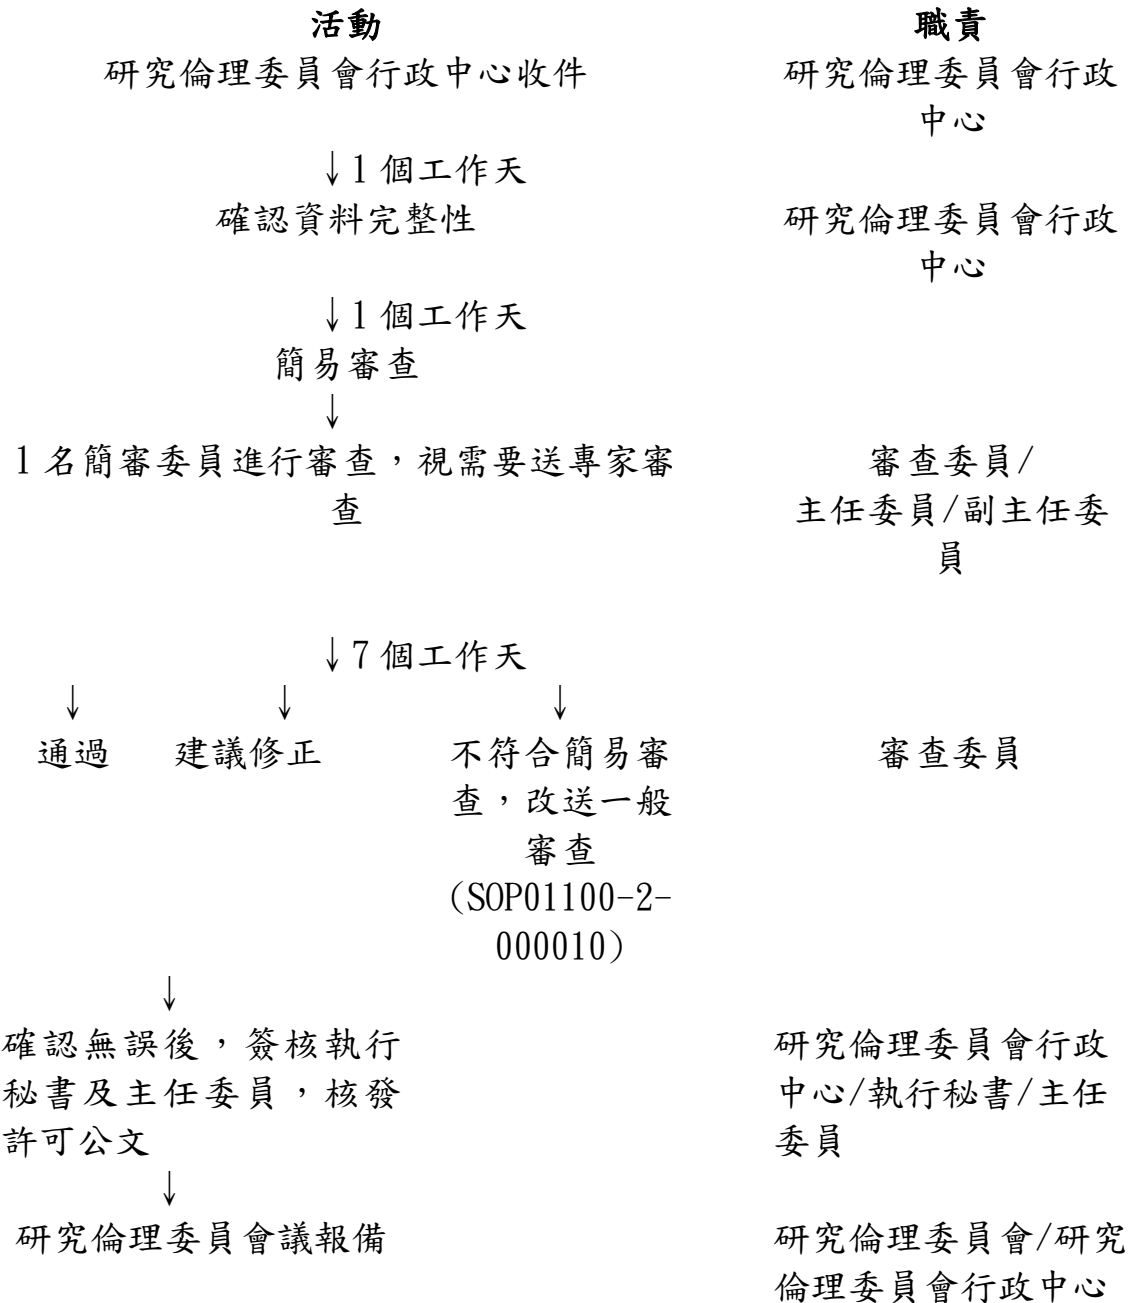 活動 職責
研究倫理委員會行政中心收件 研究倫理委員會行政
中心
↓1 個工作天
確認資料完整性 研究倫理委員會行政
中心
↓1 個工作天
簡易審查
↓
1 名簡審委員進行審查，視需要送專家審 審查委員/
查 主任委員/副主任委
員
↓7 個工作天
↓ ↓ ↓
通過 建議修正 不符合簡易審 審查委員
查，改送一般
審查
(SOP01100-2-
000010)
↓
確認無誤後，簽核執行 研究倫理委員會行政
秘書及主任委員，核發 中心/執行秘書/主任
許可公文 委員
↓
研究倫理委員會議報備 研究倫理委員會/研究
倫理委員會行政中心